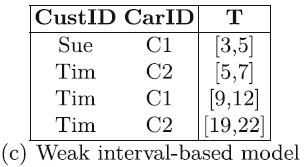 CustID CarID T
Sue C1 [3,5]
Tim C2 [5,7]
Tim C1 [9,12]
Tim C2 [19,22]
(c) Weak interval-based model